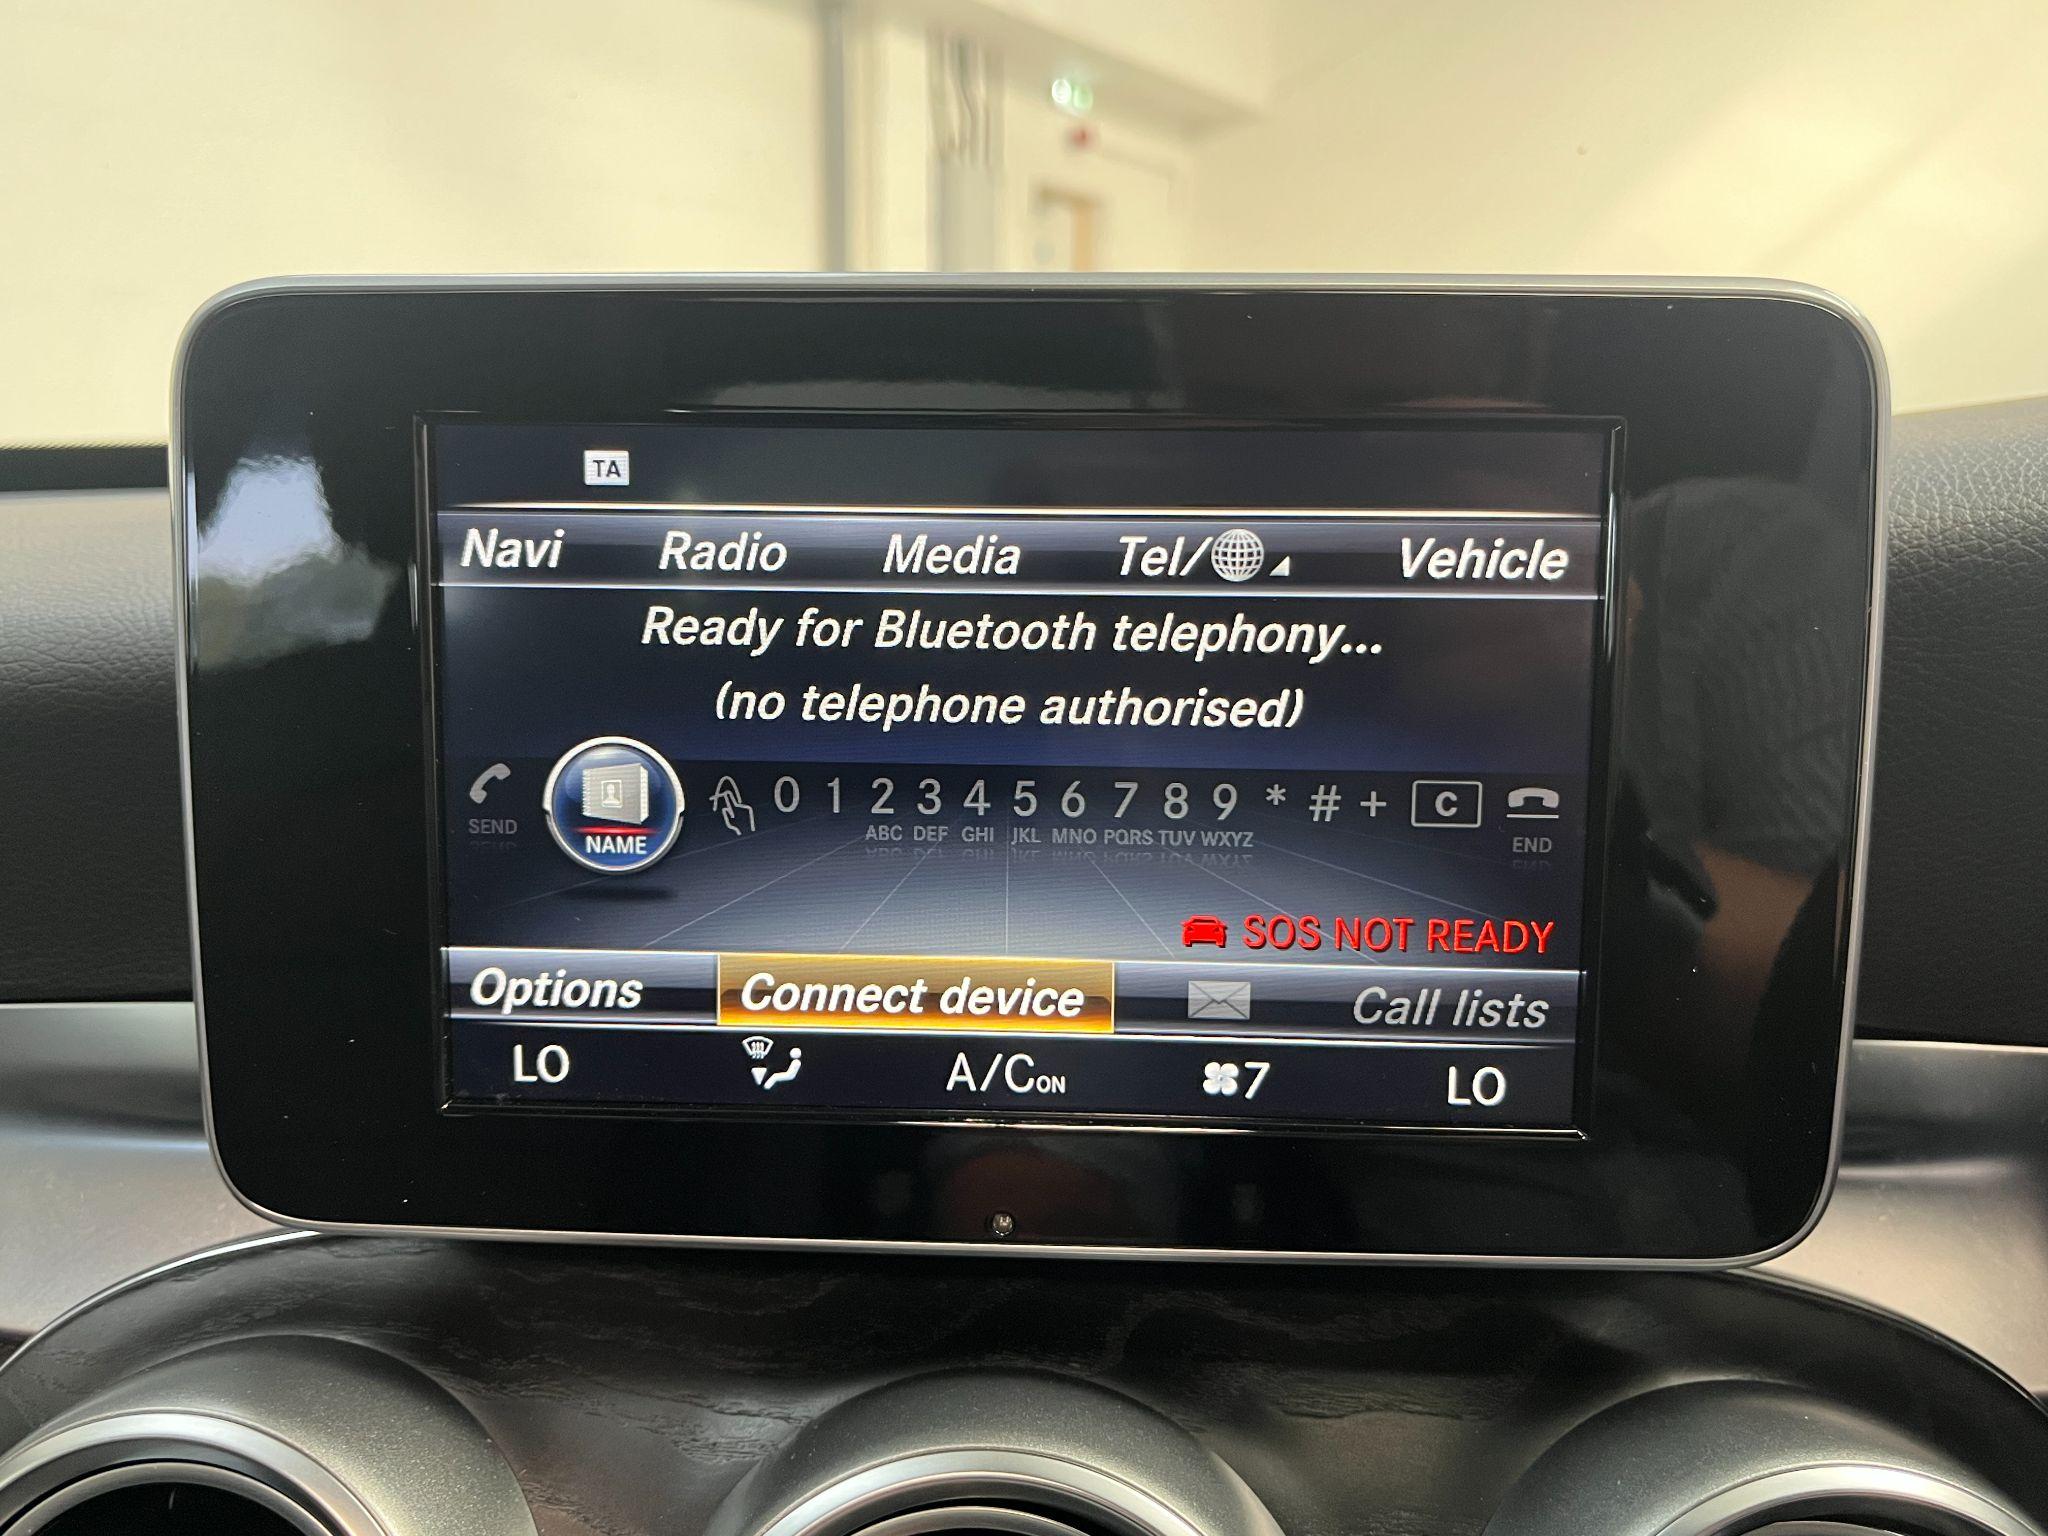 TA
Navi Radio Media Tel/ Vehicle
Ready for Bluetooth telephony...
(no telephone authorised)
0 1 2 3 4 5 6 7 8 9 * # + C
SEND NAME ABC DEF GHI JKL MNO PQRS TUV WXYZ END
SOS NOT READY
Options Connect device Call lists
LO A/C ON 7 LO